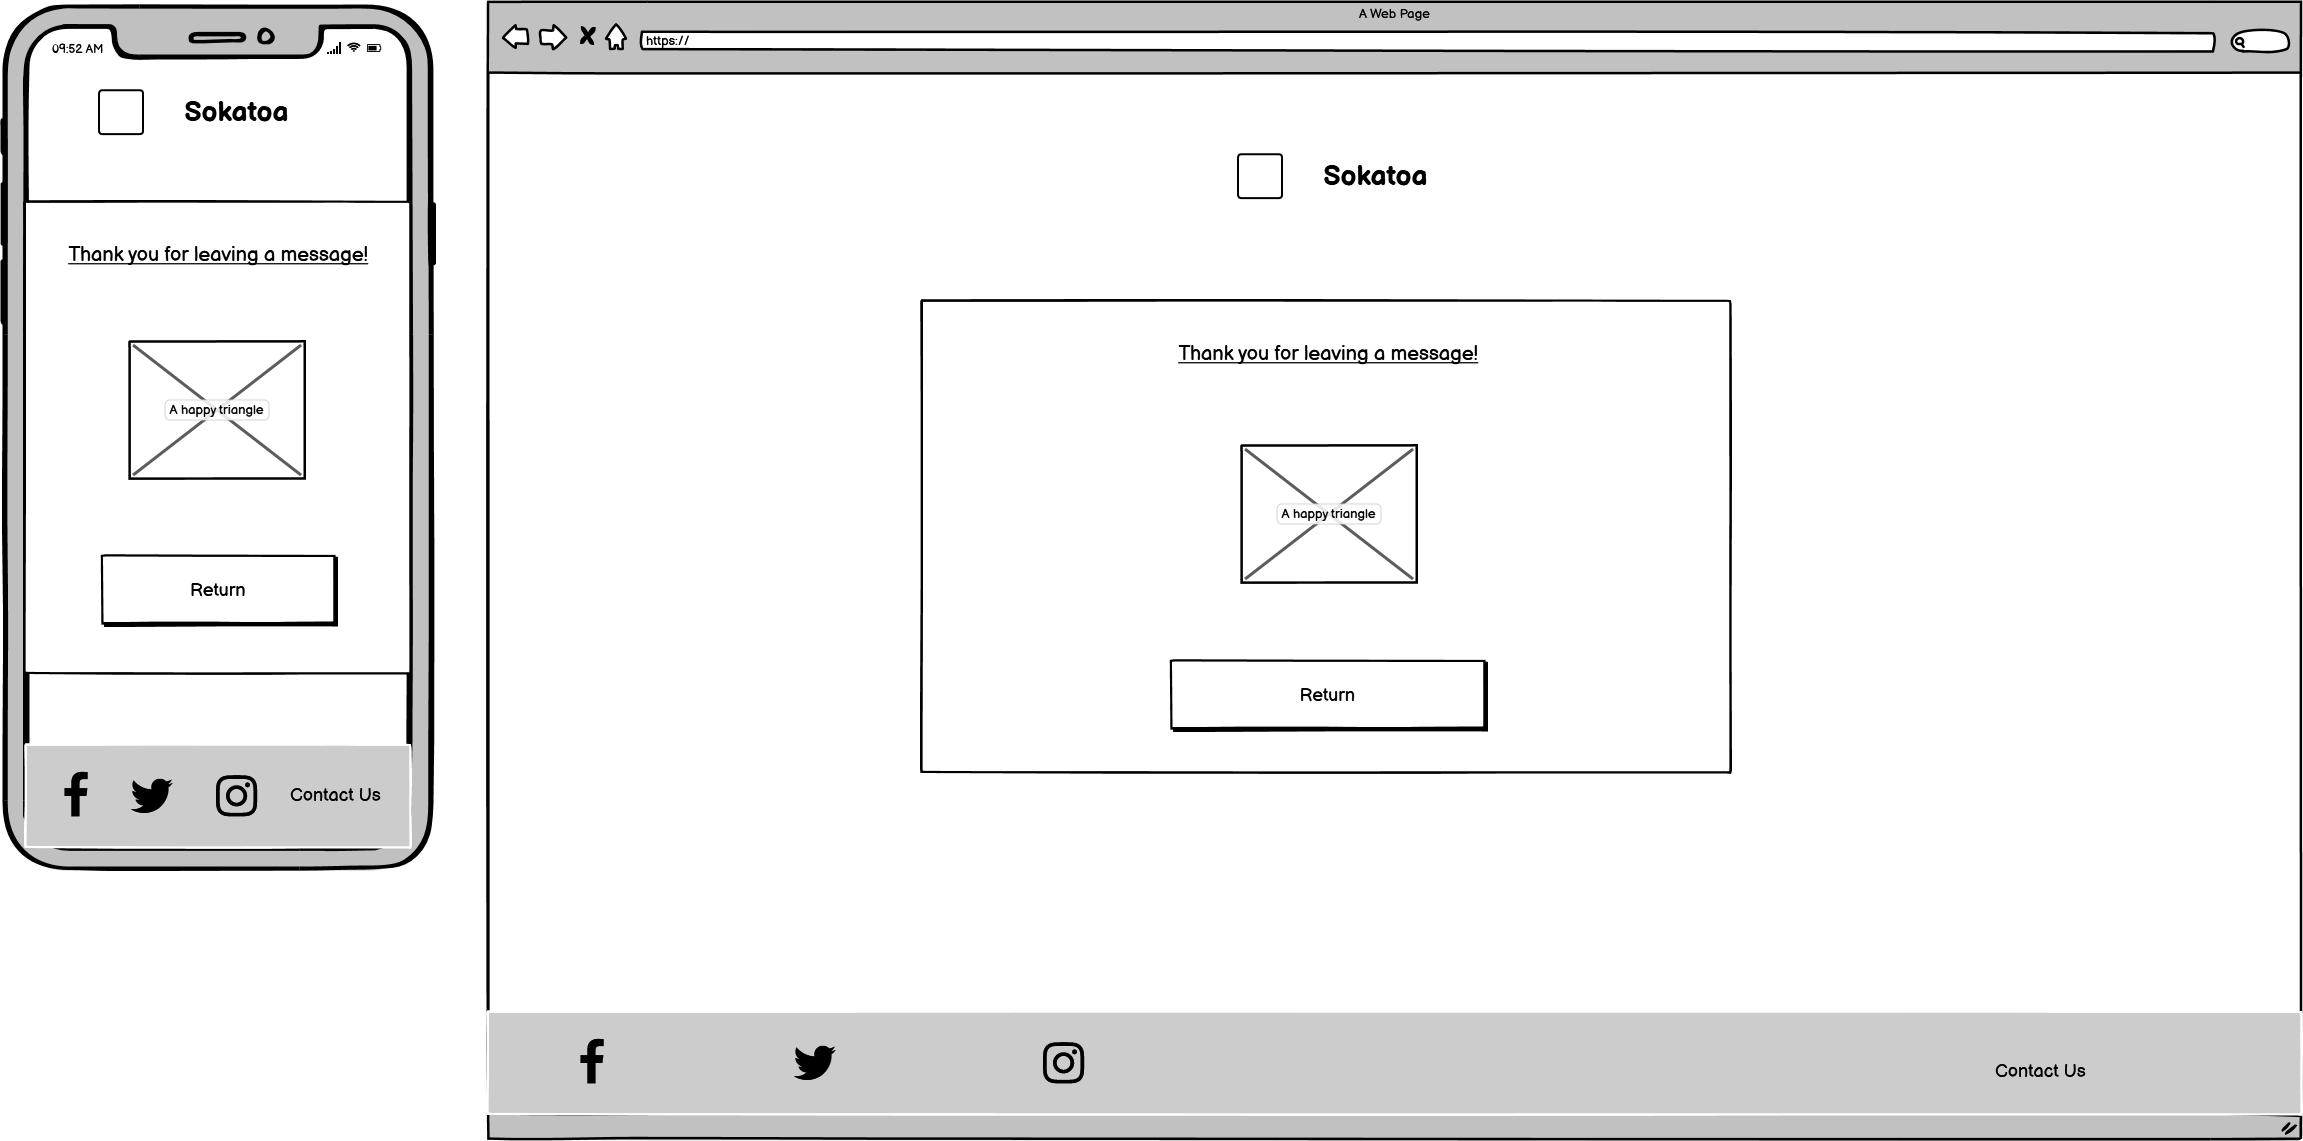 09:52 AM
Sokatoa
Thank you for leaving a message!
A happy triangle
Return
Contact Us
A Web Page
https://
Sokatoa
Thank you for leaving a message!
A happy triangle
Return
Contact Us